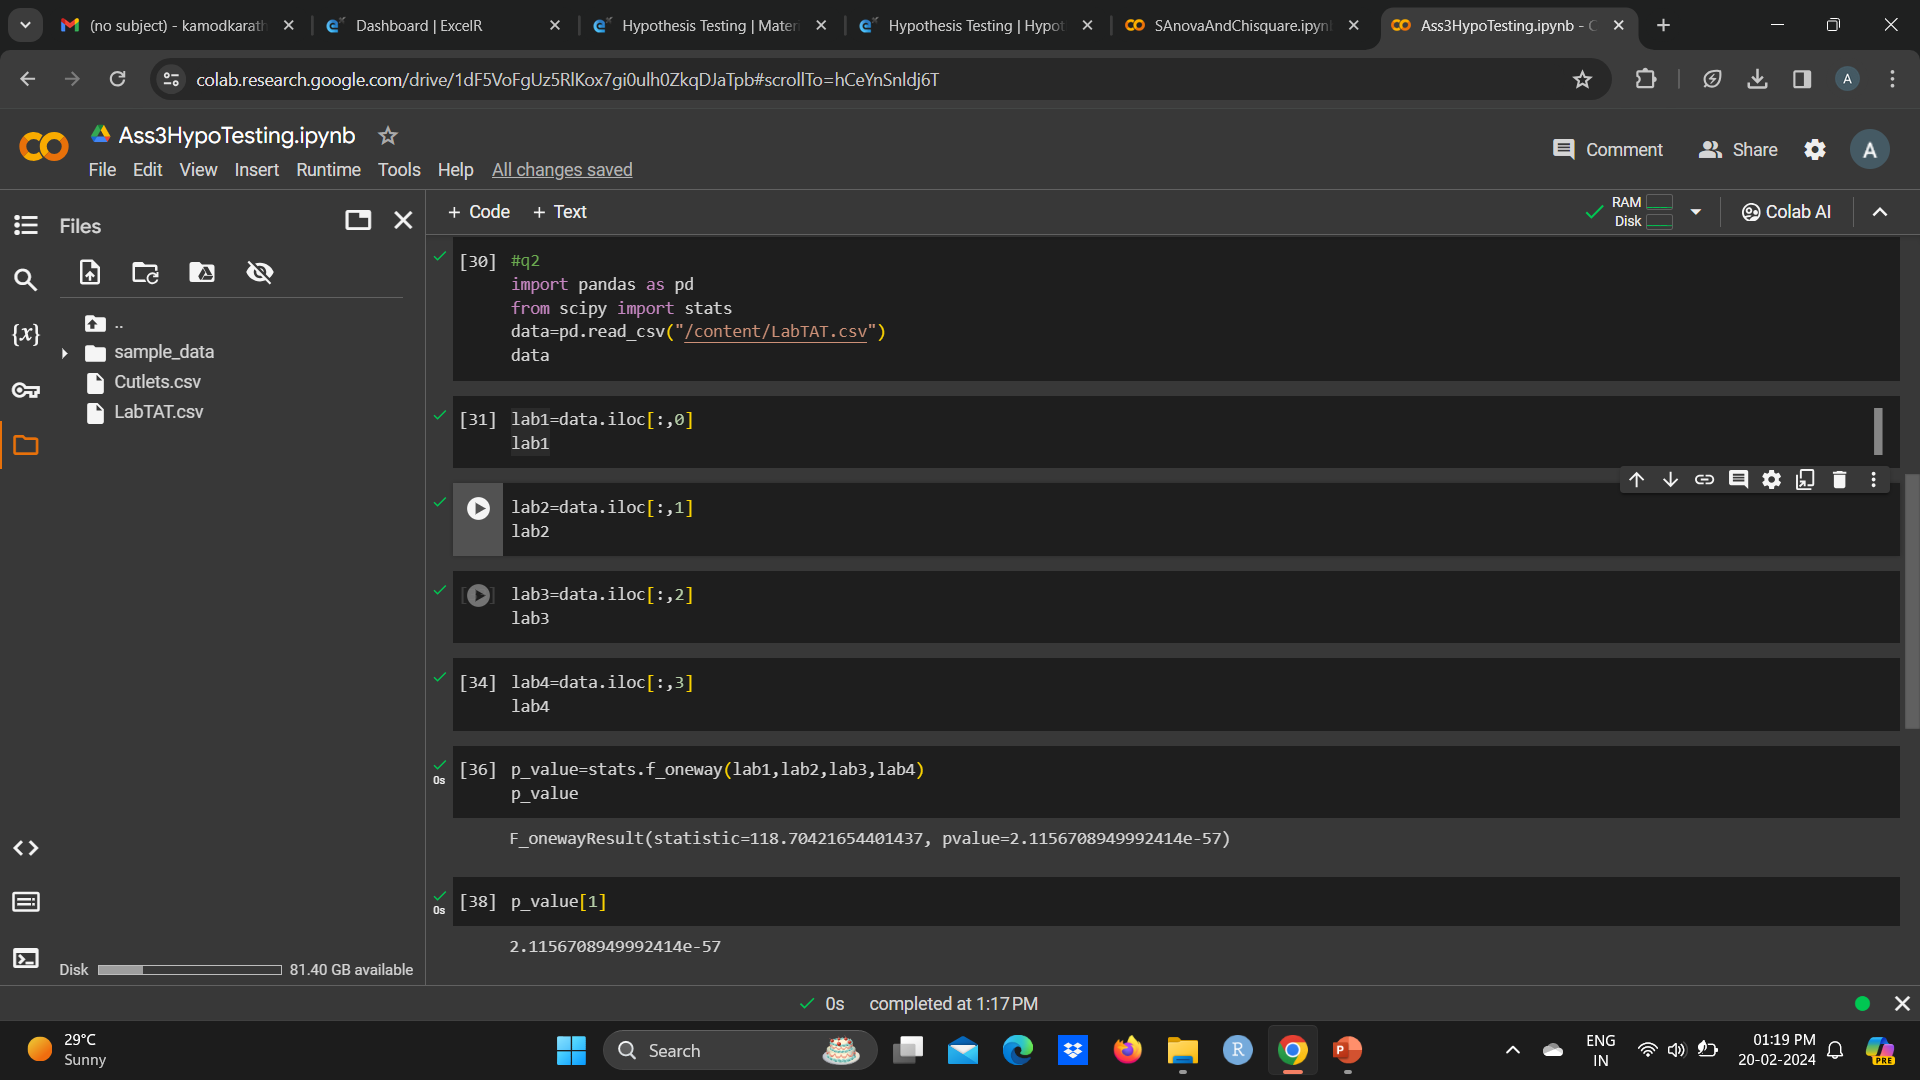 (no subject) - kamodkarath
Dashboard | ExcelR
Hypothesis Testing | Mater
Hypothesis Testing | Hypot
SAnovaAndChisquare.ipyn
Ass3HypoTesting.ipynb - C
colab.research.google.com/drive/1dF5VoFgUz5RlKox7gi0ulh0ZkqDJaTpb#scrollTo=hCeYnSnldj6T
A
Ass3HypoTesting.ipynb
Comment
Share
A
File Edit View Insert Runtime Tools Help All changes saved
Files
+ Code + Text
RAM
Disk
Colab AI
{x}
..
sample_data
Cutlets.csv
LabTAT.csv
[30] #q2
import pandas as pd
from scipy import stats
data=pd.read_csv("/content/LabTAT.csv")
data
[31] lab1=data.iloc[:,0]
lab1
lab2=data.iloc[:,1]
lab2
lab3=data.iloc[:,2]
lab3
[34] lab4=data.iloc[:,3]
lab4
0s
[36] p_value=stats.f_oneway(lab1,lab2,lab3,lab4)
p_value
F_onewayResult(statistic=118.70421654401437, pvalue=2.1156708949992414e-57)
0s
[38] p_value[1]
2.1156708949992414e-57
Disk 81.40 GB available
0s completed at 1:17 PM
29°C
Sunny
Search
R
P
ENG
IN
01:19 PM
20-02-2024
PRE